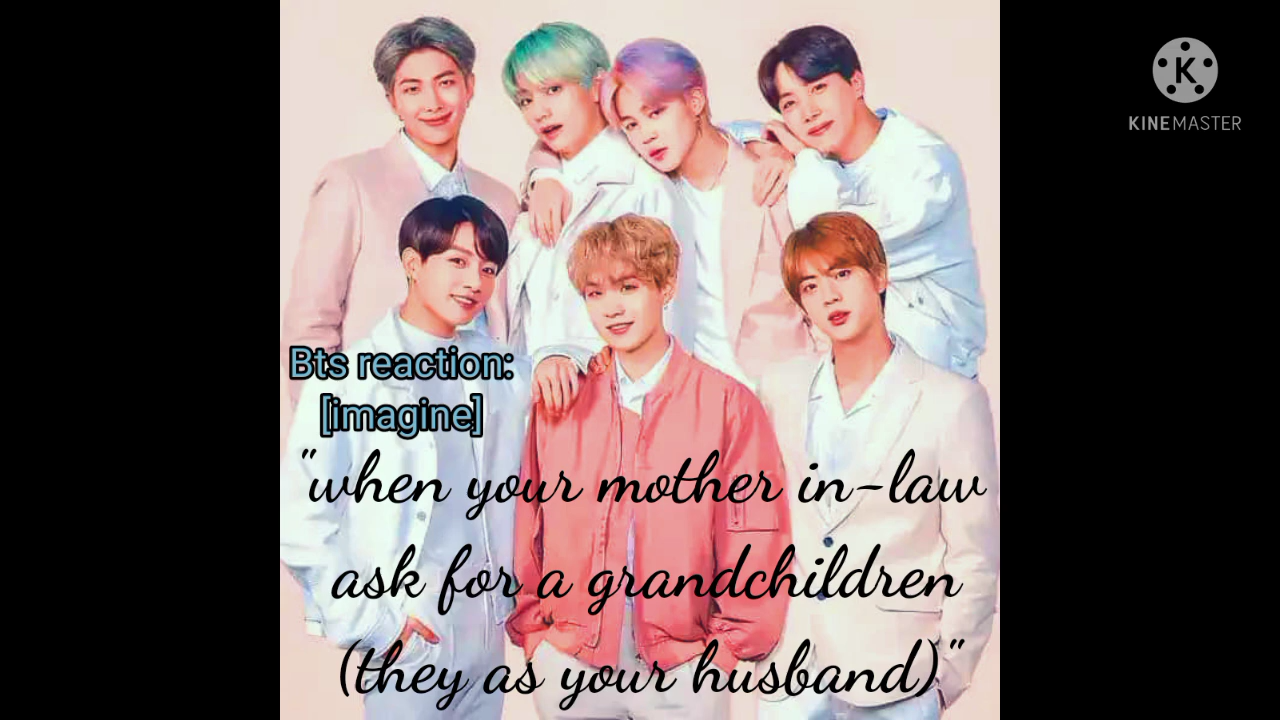 K
KINEMASTER
Bts reaction:
[imagine]
"when your mother in-law
ask for a grandchildren
(they as your husband)"